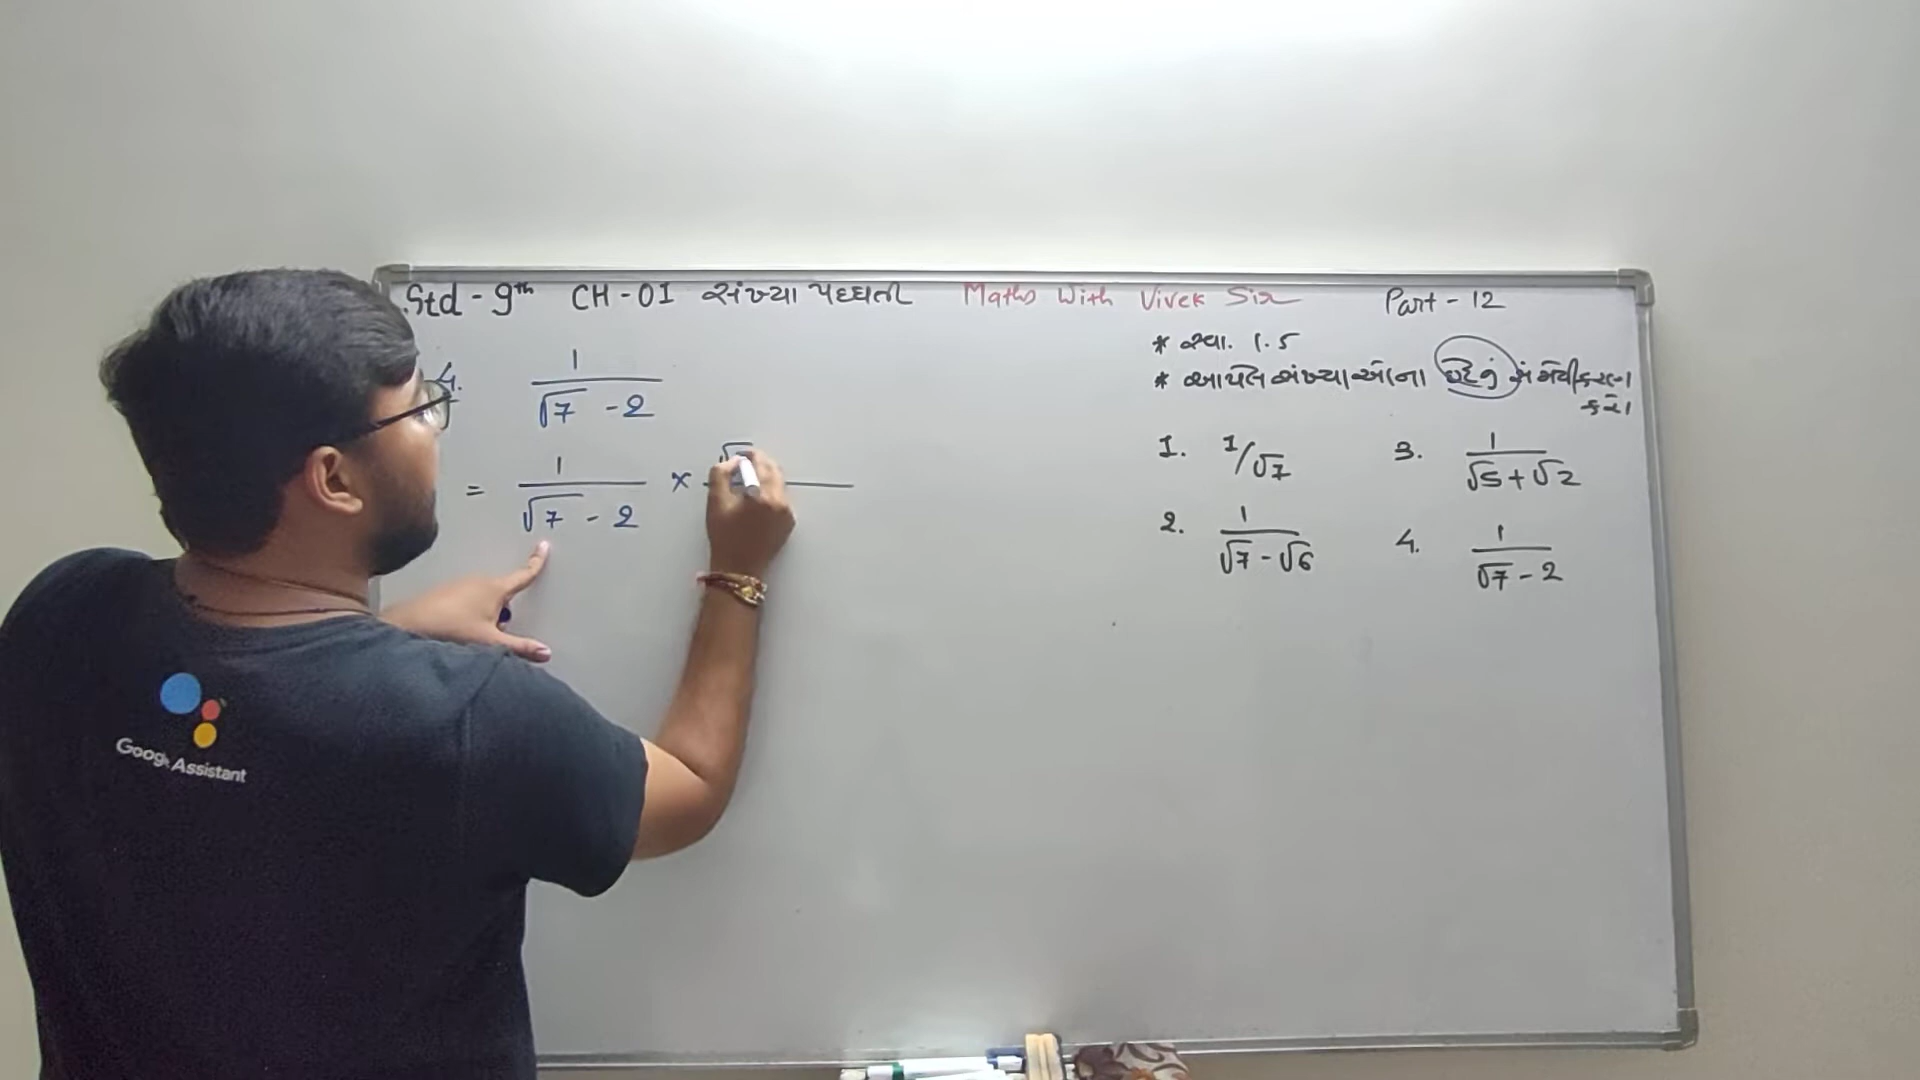 Std - 9th CH - 01 સંખ્યા પદ્ધતી Maths With Vivek Sir Part - 12
* સ્વા. 1.5
* આપેલ સંખ્યાઓના છેદનું સંમેયીકરણ
કરો
1. 1/√7
2. 1/(√7 - √6)
3. 1/(√5 + √2)
4. 1/(√7 - 2)
4. 1/(√7 - 2)
= 1/(√7 - 2) ×
Google Assistant